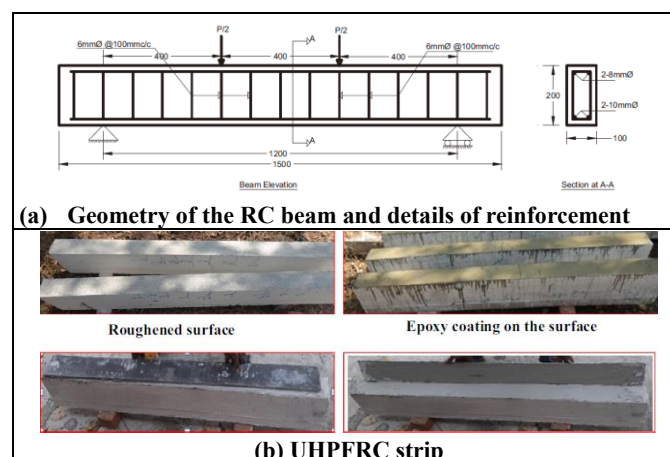 P/2 P/2
A
6mmØ @100mmc/c 6mmØ @100mmc/c
400 400 400
2-8mmØ
200
2-10mmØ
A
100
1200
1500
Beam Elevation Section at A-A
(a) Geometry of the RC beam and details of reinforcement
Roughened surface Epoxy coating on the surface
(b) UHPFRC strip